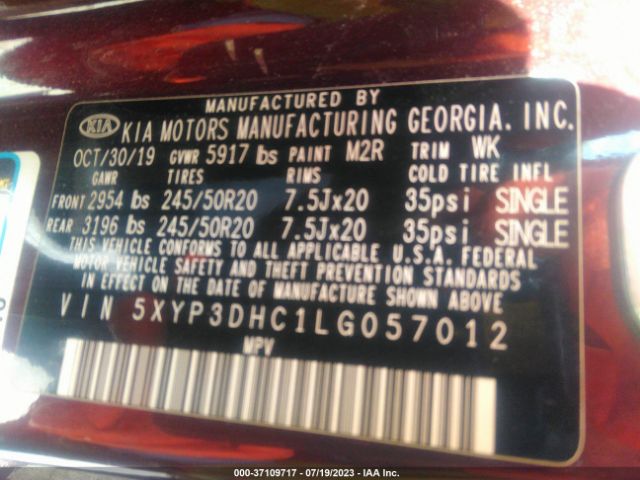 MANUFACTURED BY
KIA KIA MOTORS MANUFACTURING GEORGIA. INC.
OCT/30/19 GVWR 5917 lbs PAINT M2R TRIM WK
GAWR TIRES RIMS COLD TIRE INFL
FRONT 2954 lbs 245/50R20 7.5Jx20 35psi SINGLE
REAR 3196 lbs 245/50R20 7.5Jx20 35psi SINGLE
THIS VEHICLE CONFORMS TO ALL APPLICABLE U.S.A. FEDERAL
MOTOR VEHICLE SAFETY AND THEFT PREVENTION STANDARDS
IN EFFECT ON THE DATE OF MANUFACTURE SHOWN ABOVE
VIN 5XYP3DHC1LG057012
MPV
000-37109717 - 07/19/2023 - IAA Inc.